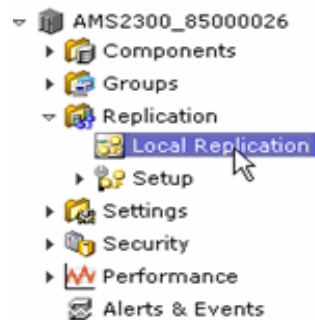 AMS2300_85000026
Components
Groups
Replication
Local Replication
Setup
Settings
Security
Performance
Alerts & Events